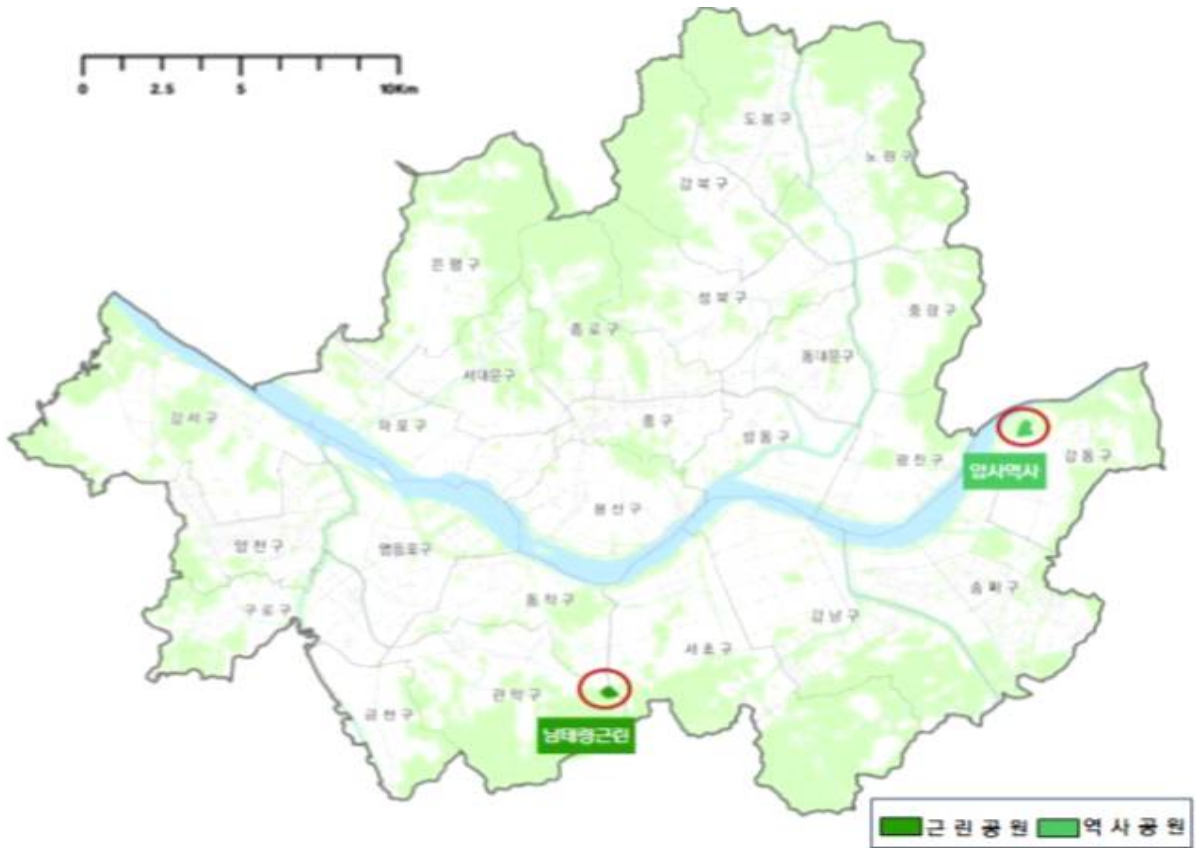 0 2.5 5 10Km
도봉구
노원구
강북구
은평구
성북구
중랑구
종로구
동대문구
서대문구
강서구
마포구
중구
성동구
광진구
강동구
암사역사
용산구
양천구
영등포구
동작구
구로구
송파구
강남구
서초구
관악구
금천구
남태령근린
근린공원 역사공원